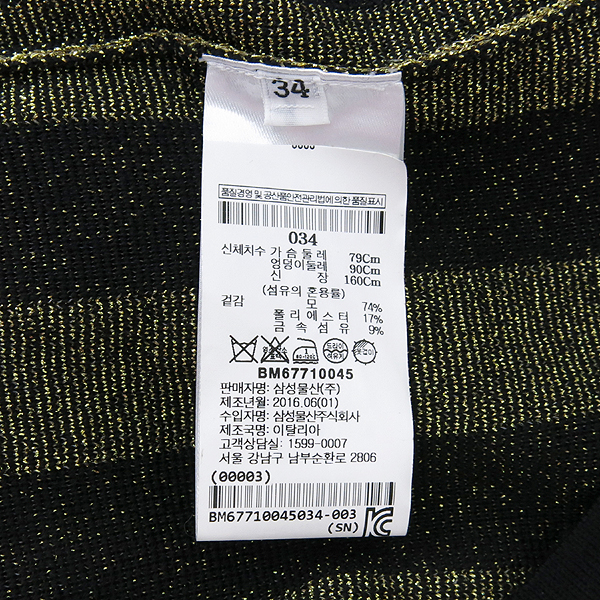 34
품질경영 및 공산품안전관리법에 의한 품질표시
034
신체치수 가 슴 둘 레 79Cm
엉덩이둘레 90Cm
신 장 160Cm
(섬유의 혼용률)
겉감 모 74%
폴 리 에 스 터 17%
금 속 섬 유 9%
BM67710045
판매자명: 삼성물산(주)
제조년월:2016.06(01)
수입자명: 삼성물산주식회사
제조국명: 이탈리아
고객상담실: 1599-0007
서울 강남구 남부순환로 2806
(00003)
BM67710045034-003
(SN)